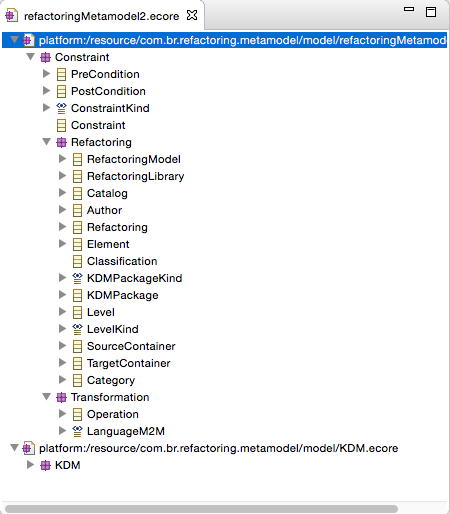 refactoringMetamodel2.ecore
platform:/resource/com.br.refactoring.metamodel/model/refactoringMetamode
Constraint
PreCondition
PostCondition
ConstraintKind
Constraint
Refactoring
RefactoringModel
RefactoringLibrary
Catalog
Author
Refactoring
Element
Classification
KDMPackageKind
KDMPackage
Level
LevelKind
SourceContainer
TargetContainer
Category
Transformation
Operation
LanguageM2M
platform:/resource/com.br.refactoring.metamodel/model/KDM.ecore
KDM